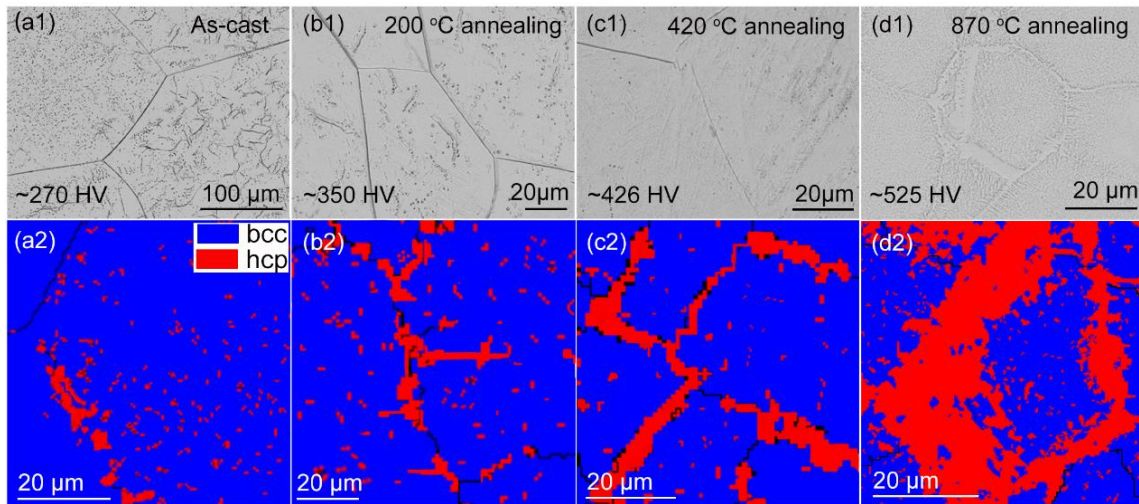 (a1) As-cast
~270 HV 100 µm
(b1) 200 °C annealing
~350 HV 20µm
(c1) 420 °C annealing
~426 HV 20µm
(d1) 870 °C annealing
~525 HV 20 µm
(a2) bcc
hcp
20 µm
(b2)
20 µm
(c2)
20 µm
(d2)
20 µm